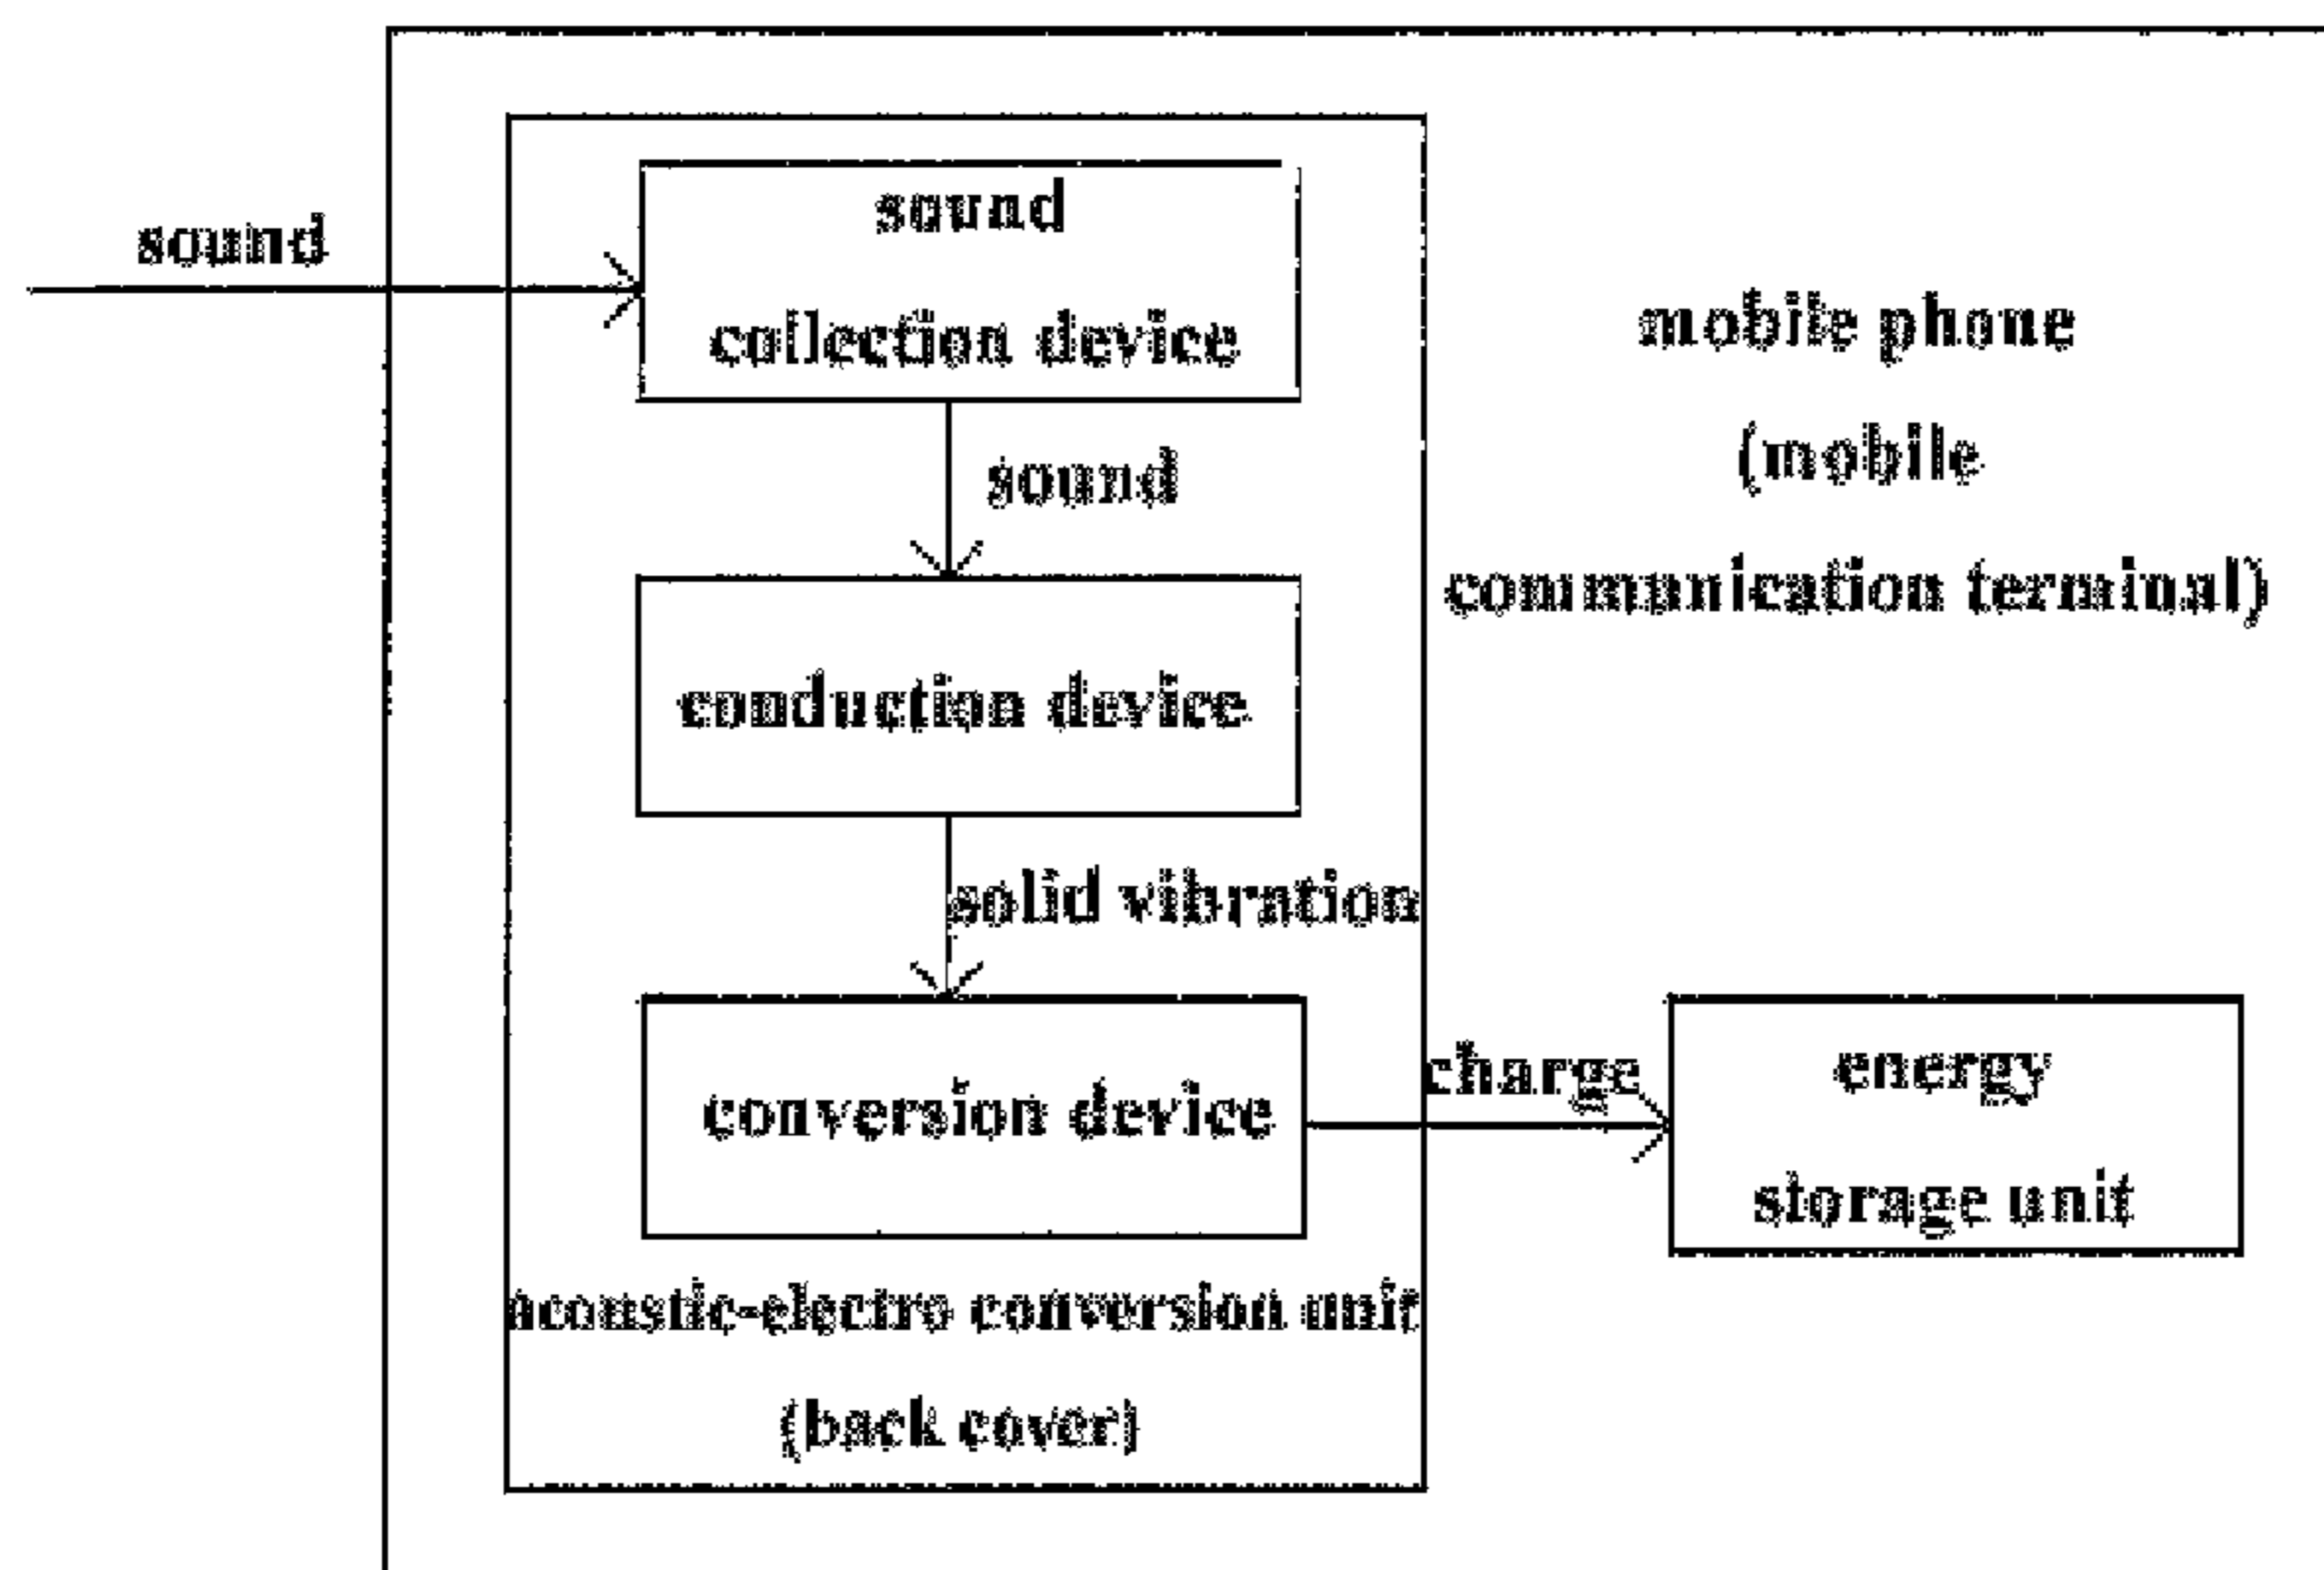 sound
sound
collection device
sound
mobile phone
(mobile
communication terminal)
conduction device
solid vibration
conversion device
charge
energy
storage unit
acoustic-electro conversion unit
(back cover)